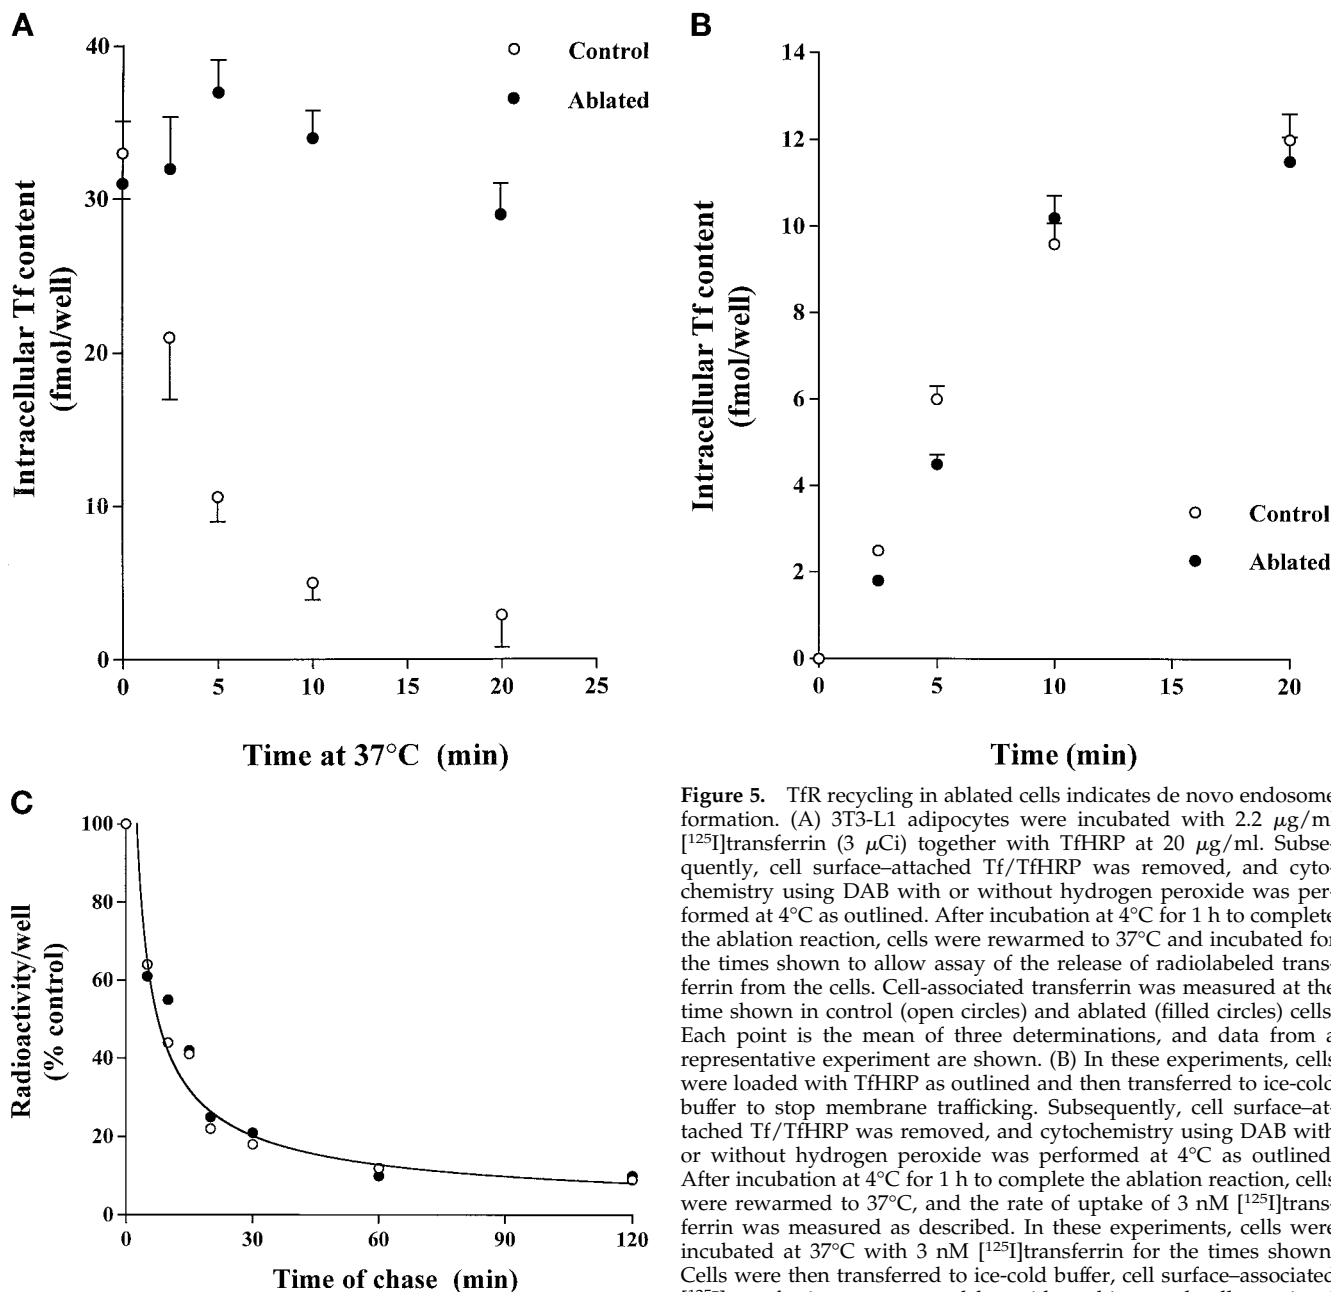 A
40
30
20
10
0
0
5
10
15
20
25
Intracellular Tf content
(fmol/well)
Time at 37°C (min)
Control
Ablated
B
14
12
10
8
6
4
2
0
0
5
10
15
20
Intracellular Tf content
(fmol/well)
Time (min)
Control
Ablated
C
100
80
60
40
20
0
0
30
60
90
120
Radioactivity/well
(% control)
Time of chase (min)
Figure 5. TfR recycling in ablated cells indicates de novo endosome
formation. (A) 3T3-L1 adipocytes were incubated with 2.2 μg/m
[125I]transferrin (3 μCi) together with TfHRP at 20 μg/ml. Subse-
quently, cell surface–attached Tf/TfHRP was removed, and cyto-
chemistry using DAB with or without hydrogen peroxide was per-
formed at 4°C as outlined. After incubation at 4°C for 1 h to complete
the ablation reaction, cells were rewarmed to 37°C and incubated for
the times shown to allow assay of the release of radiolabeled trans-
ferrin from the cells. Cell-associated transferrin was measured at the
time shown in control (open circles) and ablated (filled circles) cells
Each point is the mean of three determinations, and data from a
representative experiment are shown. (B) In these experiments, cells
were loaded with TfHRP as outlined and then transferred to ice-cold
buffer to stop membrane trafficking. Subsequently, cell surface–at-
tached Tf/TfHRP was removed, and cytochemistry using DAB with
or without hydrogen peroxide was performed at 4°C as outlined
After incubation at 4°C for 1 h to complete the ablation reaction, cells
were rewarmed to 37°C, and the rate of uptake of 3 nM [125I]trans-
ferrin was measured as described. In these experiments, cells were
incubated at 37°C with 3 nM [125I]transferrin for the times shown
Cells were then transferred to ice-cold buffer, cell surface–associated